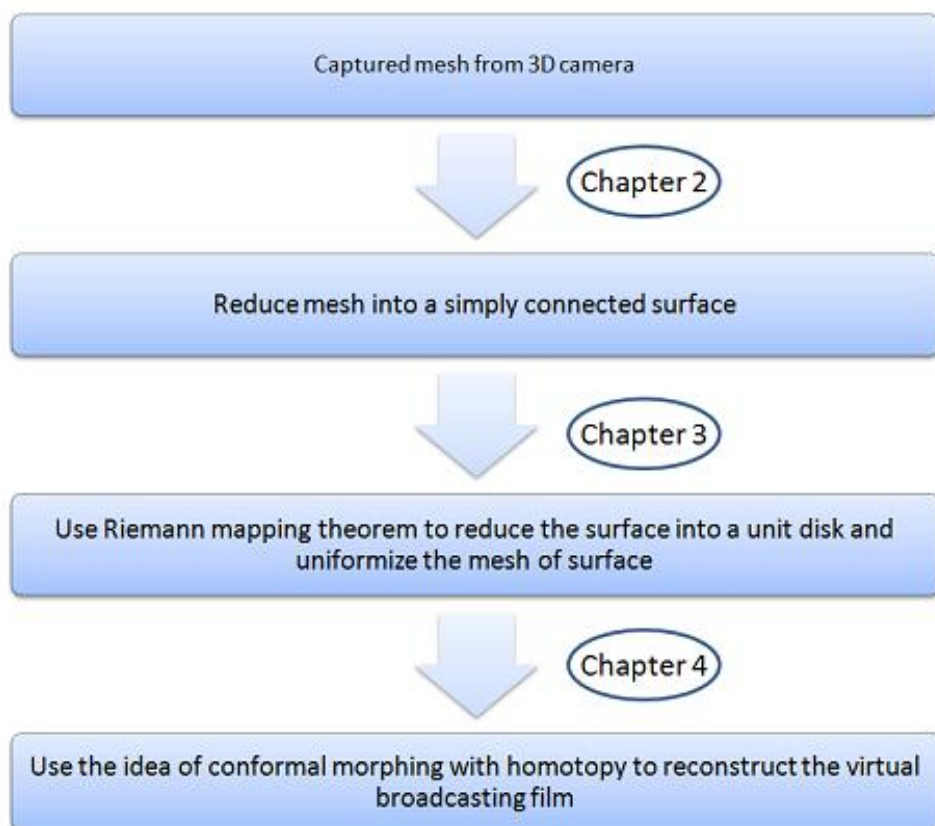 Captured mesh from 3D camera
Chapter 2
Reduce mesh into a simply connected surface
Chapter 3
Use Riemann mapping theorem to reduce the surface into a unit disk and
uniformize the mesh of surface
Chapter 4
Use the idea of conformal morphing with homotopy to reconstruct the virtual
broadcasting film